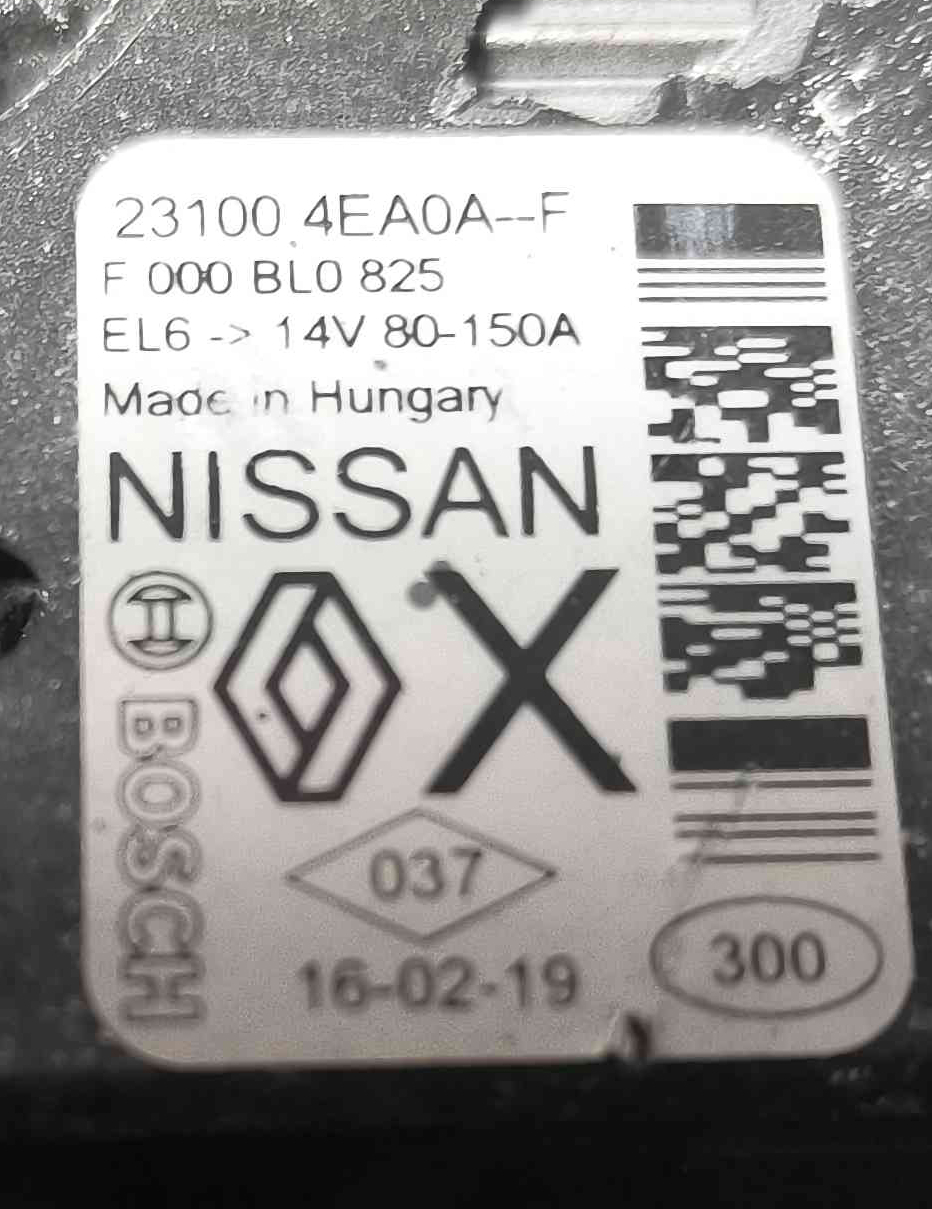 23100 4EA0A--F
F 000 BL0 825
EL6 -> 14V 80-150A
Made in Hungary
NISSAN
X
BOSCH
037
16-02-19
300